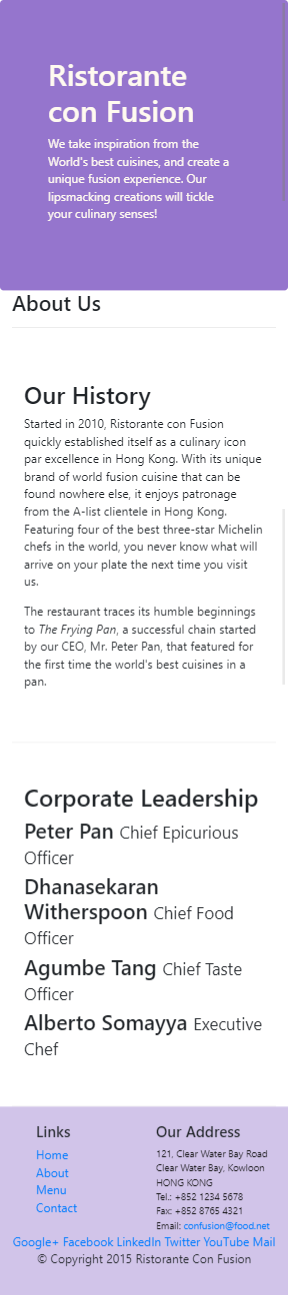 Ristorante
con Fusion
We take inspiration from the
World's best cuisines, and create a
unique fusion experience. Our
lipsmacking creations will tickle
your culinary senses!
About Us
Our History
Started in 2010, Ristorante con Fusion
quickly established itself as a culinary icon
par excellence in Hong Kong. With its unique
brand of world fusion cuisine that can be
found nowhere else, it enjoys patronage
from the A-list clientele in Hong Kong.
Featuring four of the best three-star Michelin
chefs in the world, you never know what will
arrive on your plate the next time you visit
us.
The restaurant traces its humble beginnings
to The Frying Pan, a successful chain started
by our CEO, Mr. Peter Pan, that featured for
the first time the world's best cuisines in a
pan.
Corporate Leadership
Peter Pan Chief Epicurious
Officer
Dhanasekaran
Witherspoon Chief Food
Officer
Agumbe Tang Chief Taste
Officer
Alberto Somayya Executive
Chef
Links
Home
About
Menu
Contact
Our Address
121, Clear Water Bay Road
Clear Water Bay, Kowloon
HONG KONG
Tel.: +852 1234 5678
Fax: +852 8765 4321
Email: confusion@food.net
Google+ Facebook LinkedIn Twitter YouTube Mail
© Copyright 2015 Ristorante Con Fusion